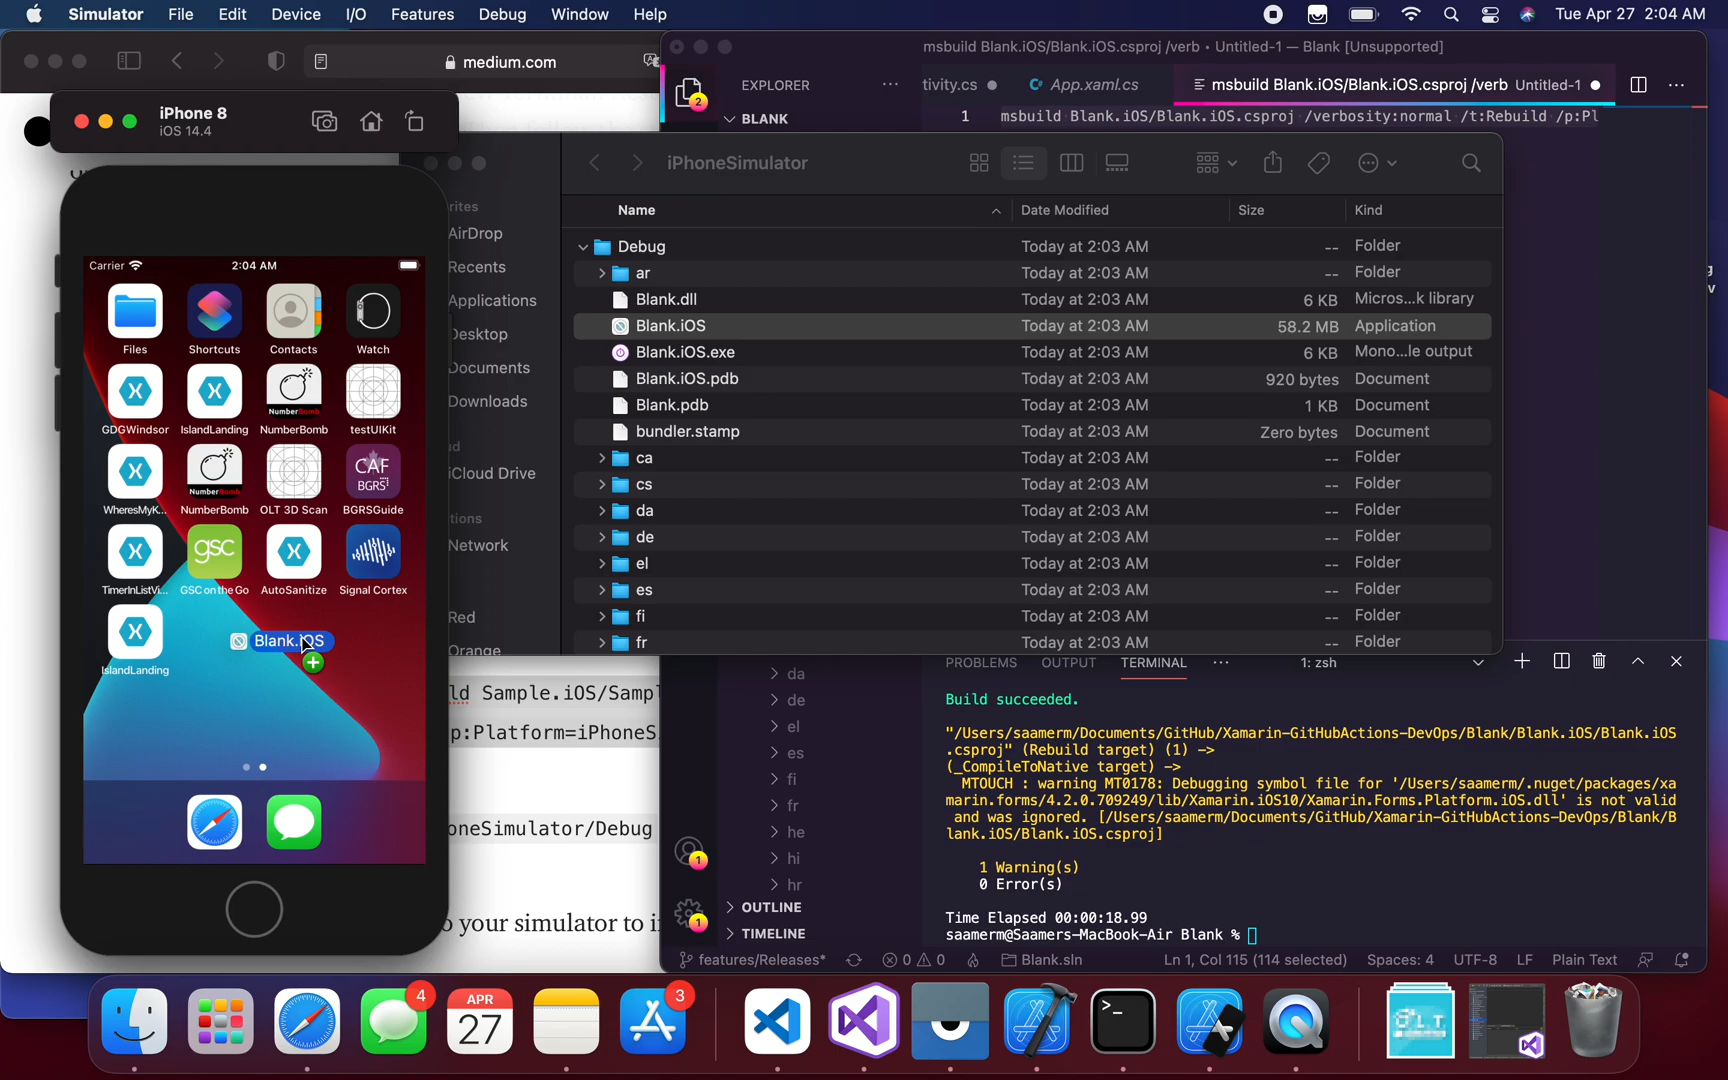 Simulator File Edit Device I/O Features Debug Window Help
Tue Apr 27 2:04 AM
medium.com
iPhone 8
iOS 14.4
Carrier
2:04 AM
Files Shortcuts Contacts Watch
GDGWindsor IslandLanding NumberBomb testUIKit
NumberBomb
CAF
BGRS
WheresMyK... NumberBomb OLT 3D Scan BGRSGuide
NumberBomb
gsc
TimerInListVi... GSC on the Go AutoSanitize Signal Cortex
IslandLanding
Blank.iOS
msbuild Blank.iOS/Blank.iOS.csproj /verb • Untitled-1 — Blank [Unsupported]
EXPLORER
tivity.cs
App.xaml.cs
msbuild Blank.iOS/Blank.iOS.csproj /verb Untitled-1
BLANK
1 msbuild Blank.iOS/Blank.iOS.csproj /verbosity:normal /t:Rebuild /p:Pl
2
iPhoneSimulator
rites
AirDrop
Recents
Applications
Desktop
Documents
Downloads
ud
iCloud Drive
tions
Network
Red
Orange
Name Date Modified Size Kind
Debug Today at 2:03 AM -- Folder
ar Today at 2:03 AM -- Folder
Blank.dll Today at 2:03 AM 6 KB Micros...k library
Blank.iOS Today at 2:03 AM 58.2 MB Application
Blank.iOS.exe Today at 2:03 AM 6 KB Mono...le output
Blank.iOS.pdb Today at 2:03 AM 920 bytes Document
Blank.pdb Today at 2:03 AM 1 KB Document
bundler.stamp Today at 2:03 AM Zero bytes Document
ca Today at 2:03 AM -- Folder
cs Today at 2:03 AM -- Folder
da Today at 2:03 AM -- Folder
de Today at 2:03 AM -- Folder
el Today at 2:03 AM -- Folder
es Today at 2:03 AM -- Folder
fi Today at 2:03 AM -- Folder
fr Today at 2:03 AM -- Folder
ld Sample.iOS/Sampl
p:Platform=iPhoneS
oneSimulator/Debug
o your simulator to i
da
de
el
es
fi
fr
he
hi
hr
OUTLINE
TIMELINE
1
1
PROBLEMS OUTPUT TERMINAL ... 1: zsh
Build succeeded.
"/Users/saamerm/Documents/GitHub/Xamarin-GitHubActions-DevOps/Blank/Blank.iOS/Blank.iOS
.csproj" (Rebuild target) (1) ->
(_CompileToNative target) ->
MTOUCH : warning MT0178: Debugging symbol file for '/Users/saamerm/.nuget/packages/xa
marin.forms/4.2.0.709249/lib/Xamarin.iOS10/Xamarin.Forms.Platform.iOS.dll' is not valid
and was ignored. [/Users/saamerm/Documents/GitHub/Xamarin-GitHubActions-DevOps/Blank/B
lank.iOS/Blank.iOS.csproj]
1 Warning(s)
0 Error(s)
Time Elapsed 00:00:18.99
saamerm@Saamers-MacBook-Air Blank %
features/Releases* 0 0 Blank.sln Ln 1, Col 115 (114 selected) Spaces: 4 UTF-8 LF Plain Text
4
APR
27
3
OLT